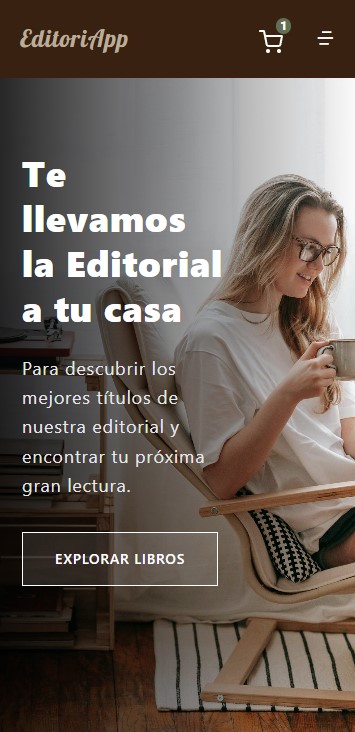 EditoriApp
1
Te
llevamos
la Editorial
a tu casa
Para descubrir los
mejores títulos de
nuestra editorial y
encontrar tu próxima
gran lectura.
EXPLORAR LIBROS